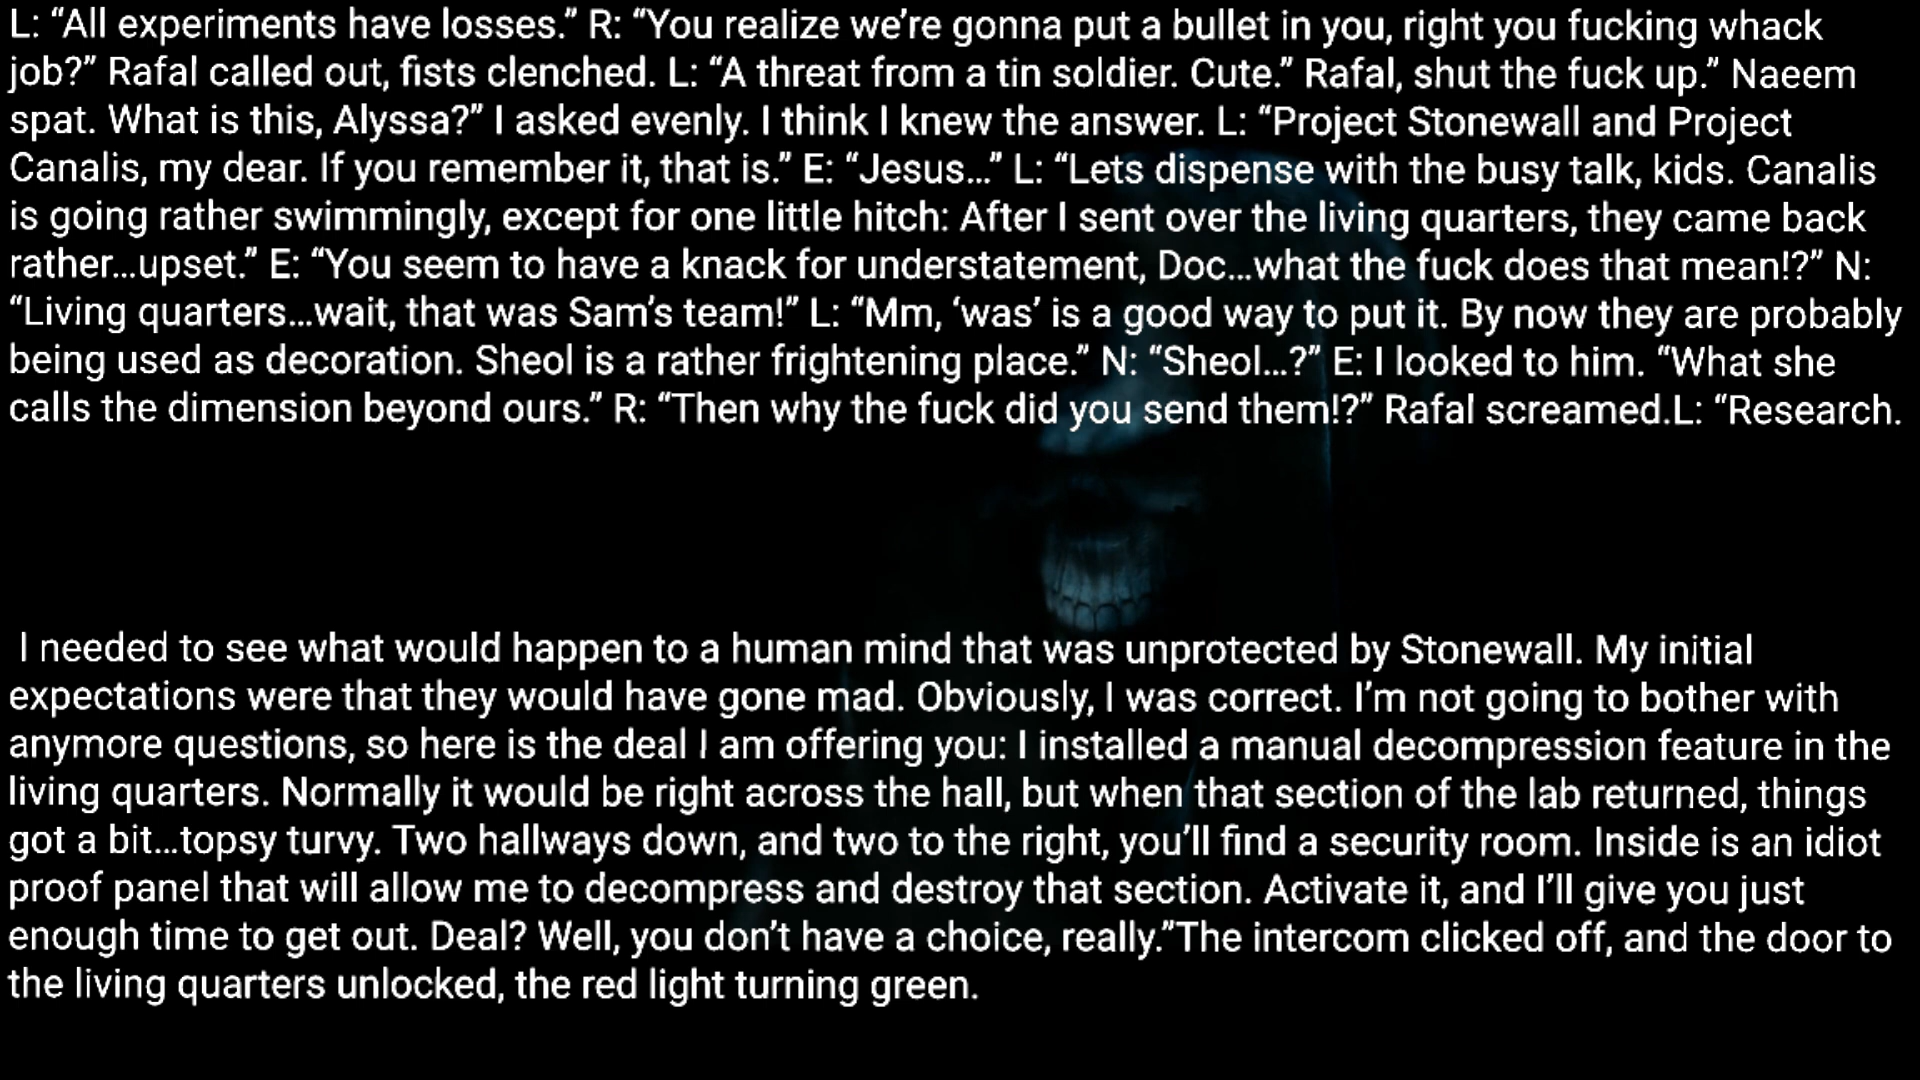 L: “All experiments have losses.” R: “You realize we’re gonna put a bullet in you, right you fucking whack
job?” Rafal called out, fists clenched. L: “A threat from a tin soldier. Cute.” Rafal, shut the fuck up.” Naeem
spat. What is this, Alyssa?” I asked evenly. I think I knew the answer. L: “Project Stonewall and Project
Canalis, my dear. If you remember it, that is.” E: “Jesus…” L: “Lets dispense with the busy talk, kids. Canalis
is going rather swimmingly, except for one little hitch: After I sent over the living quarters, they came back
rather…upset.” E: “You seem to have a knack for understatement, Doc…what the fuck does that mean!?” N:
“Living quarters…wait, that was Sam’s team!” L: “Mm, ‘was’ is a good way to put it. By now they are probably
being used as decoration. Sheol is a rather frightening place.” N: “Sheol…?” E: I looked to him. “What she
calls the dimension beyond ours.” R: “Then why the fuck did you send them!?” Rafal screamed.L: “Research.
I needed to see what would happen to a human mind that was unprotected by Stonewall. My initial
expectations were that they would have gone mad. Obviously, I was correct. I’m not going to bother with
anymore questions, so here is the deal I am offering you: I installed a manual decompression feature in the
living quarters. Normally it would be right across the hall, but when that section of the lab returned, things
got a bit…topsy turvy. Two hallways down, and two to the right, you’ll find a security room. Inside is an idiot
proof panel that will allow me to decompress and destroy that section. Activate it, and I’ll give you just
enough time to get out. Deal? Well, you don’t have a choice, really.”The intercom clicked off, and the door to
the living quarters unlocked, the red light turning green.